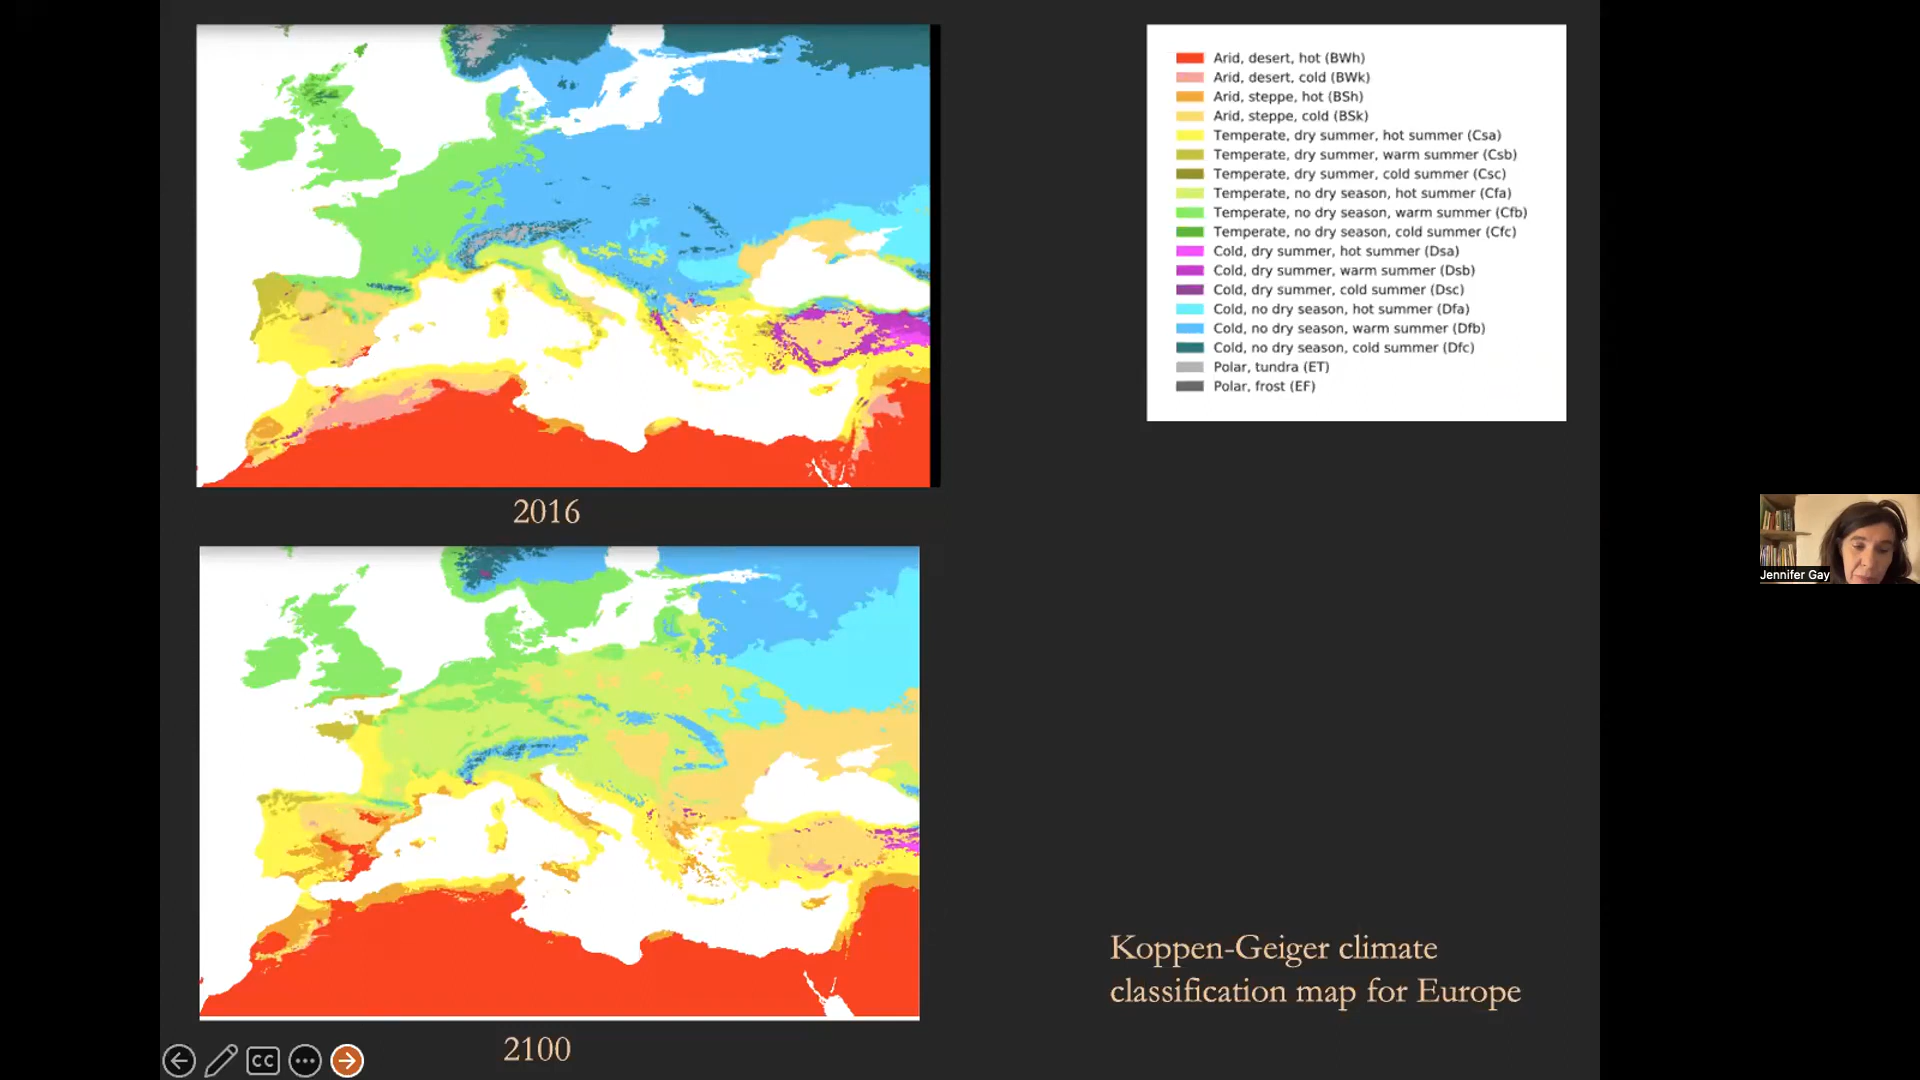 Arid, desert, hot (BWh)
Arid, desert, cold (BWk)
Arid, steppe, hot (BSh)
Arid, steppe, cold (BSk)
Temperate, dry summer, hot summer (Csa)
Temperate, dry summer, warm summer (Csb)
Temperate, dry summer, cold summer (Csc)
Temperate, no dry season, hot summer (Cfa)
Temperate, no dry season, warm summer (Cfb)
Temperate, no dry season, cold summer (Cfc)
Cold, dry summer, hot summer (Dsa)
Cold, dry summer, warm summer (Dsb)
Cold, dry summer, cold summer (Dsc)
Cold, no dry season, hot summer (Dfa)
Cold, no dry season, warm summer (Dfb)
Cold, no dry season, cold summer (Dfc)
Polar, tundra (ET)
Polar, frost (EF)
2016
Jennifer Gay
Koppen-Geiger climate
classification map for Europe
2100
CC